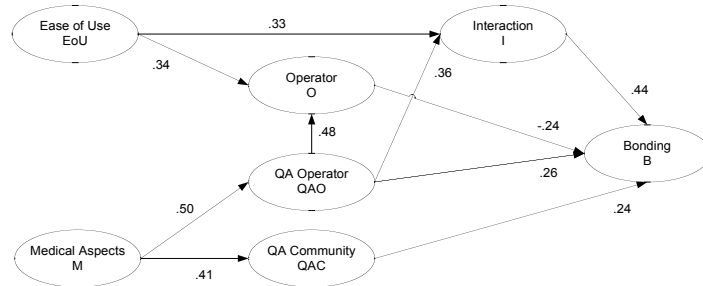 Ease of Use
EoU
.33
Interaction
I
.34
Operator
O
.36
.44
.48
-.24
Bonding
B
QA Operator
QAO
.26
.50
.24
Medical Aspects
M
.41
QA Community
QAC